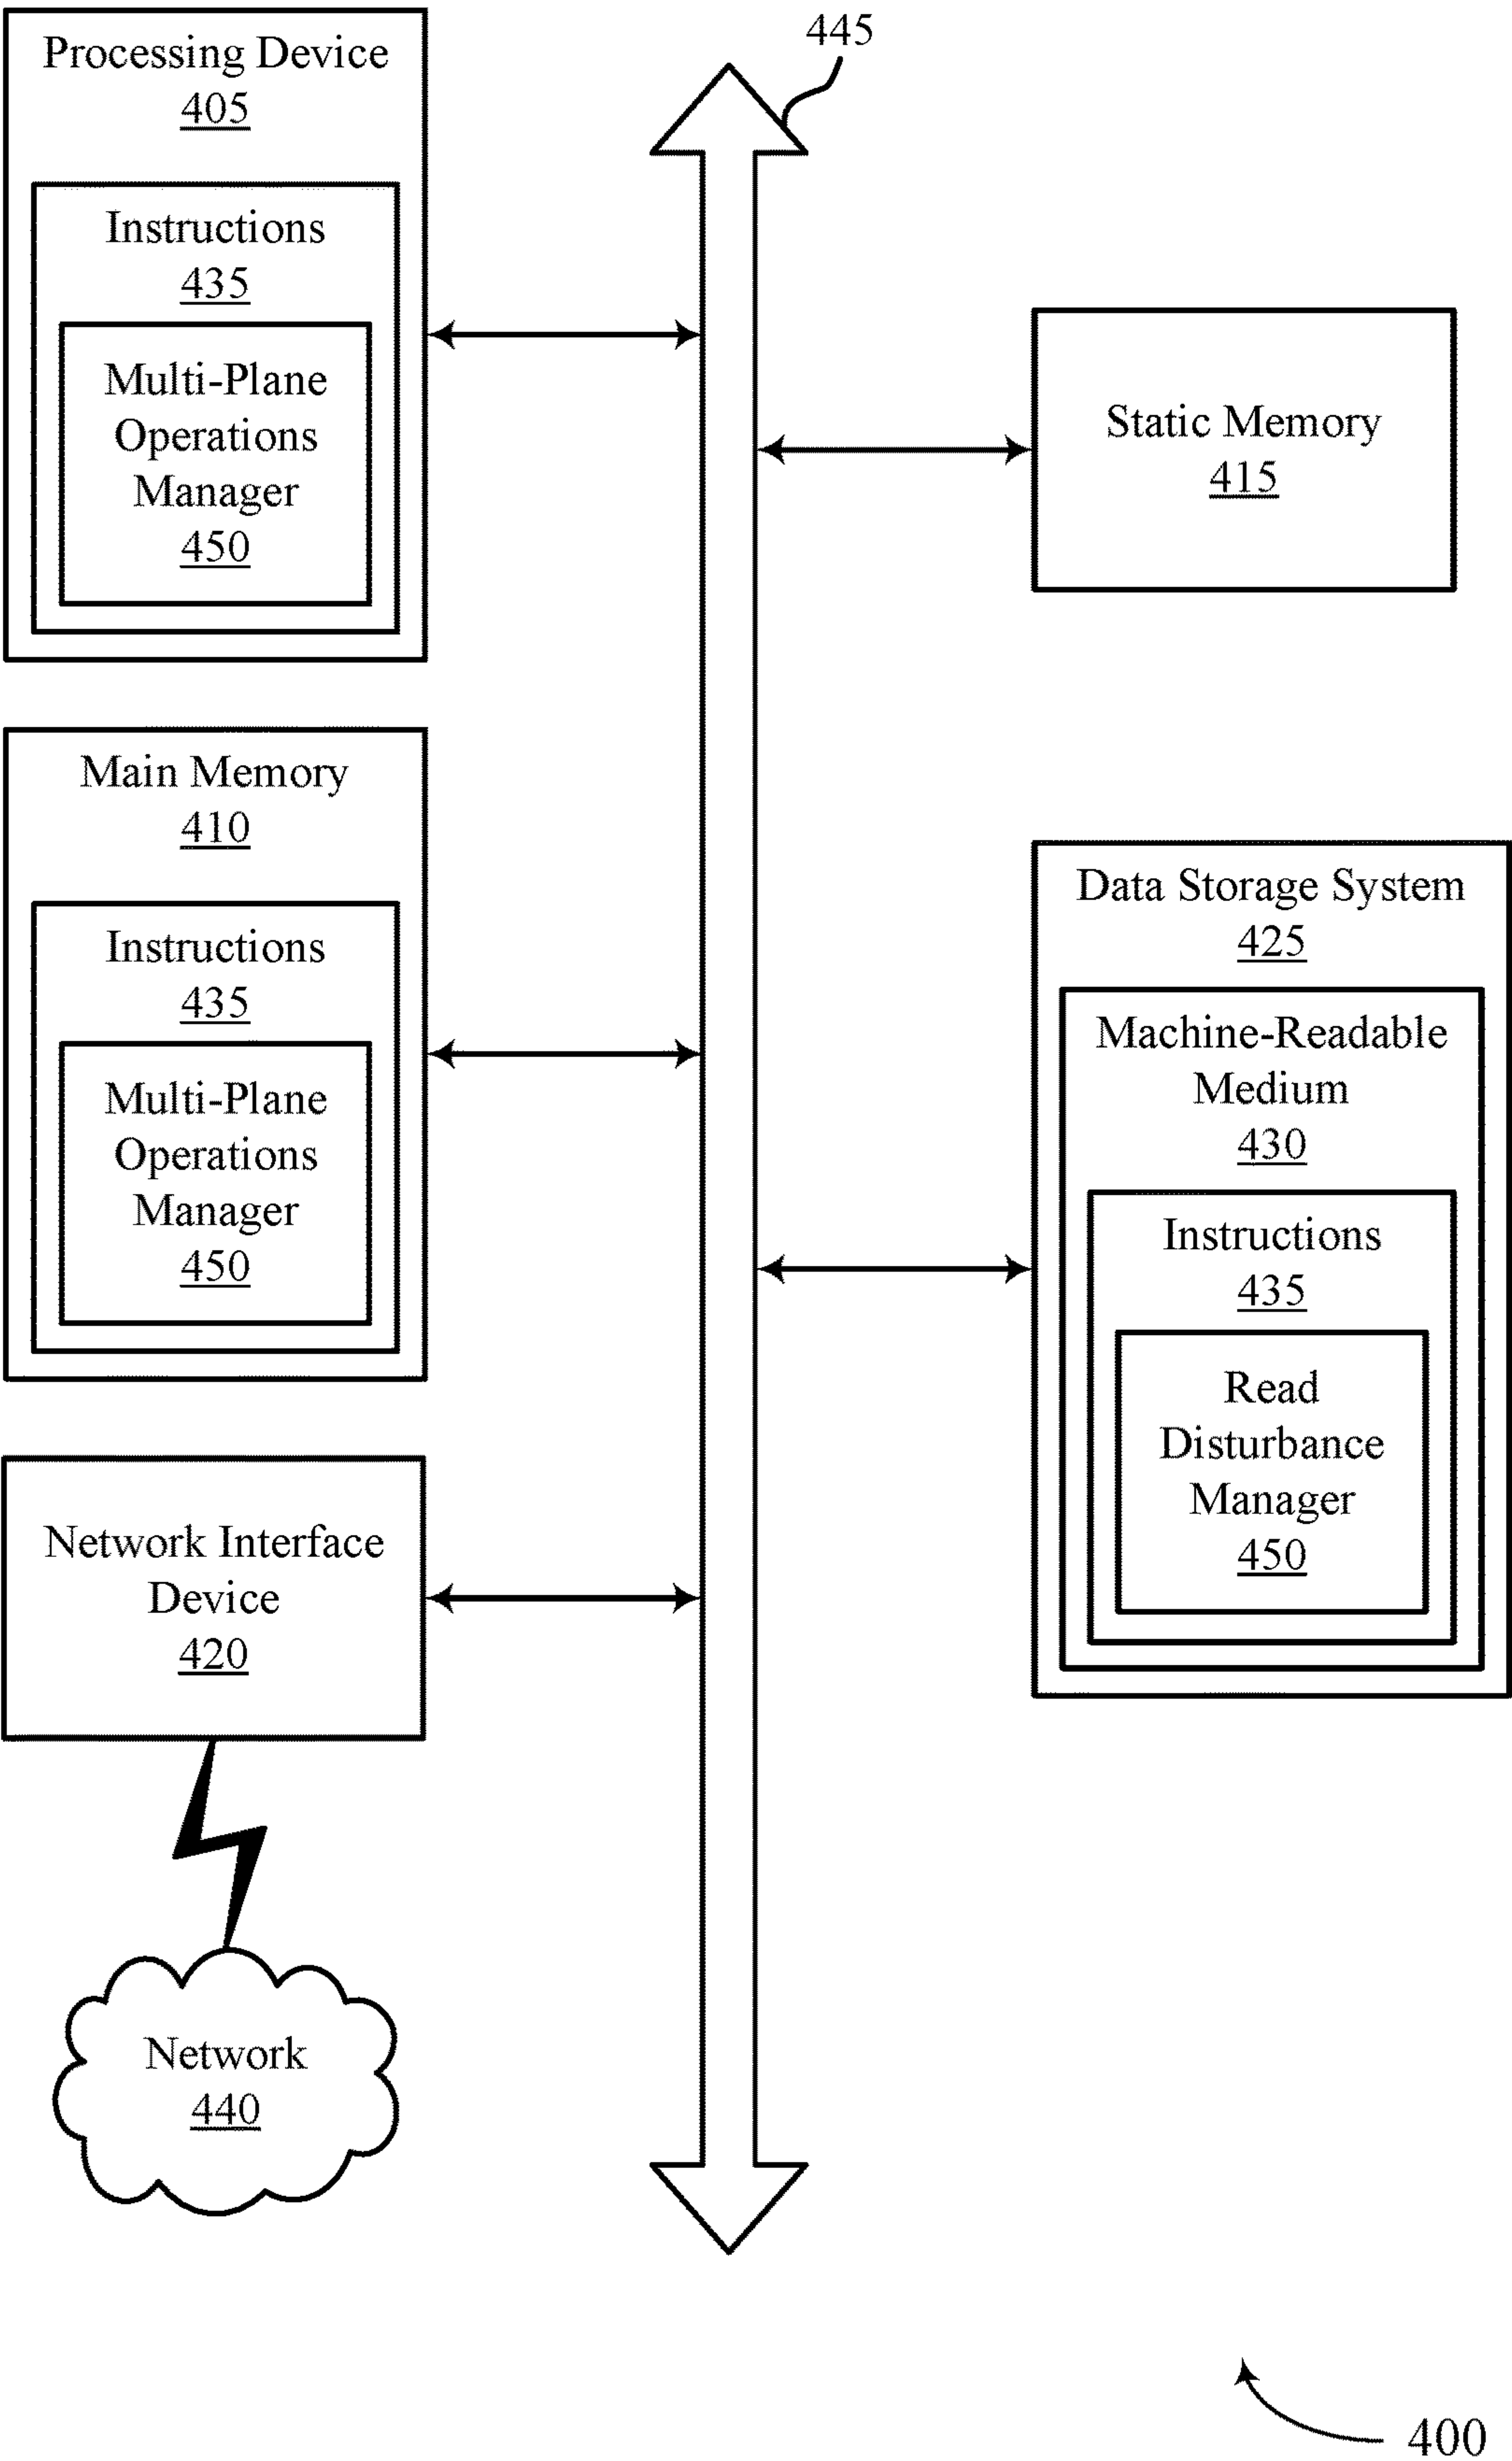 445
Processing Device
405
Instructions
435
Multi-Plane
Operations
Manager
450
Static Memory
415
Main Memory
410
Instructions
435
Multi-Plane
Operations
Manager
450
Data Storage System
425
Machine-Readable
Medium
430
Instructions
435
Read
Disturbance
Manager
450
Network Interface
Device
420
Network
440
400